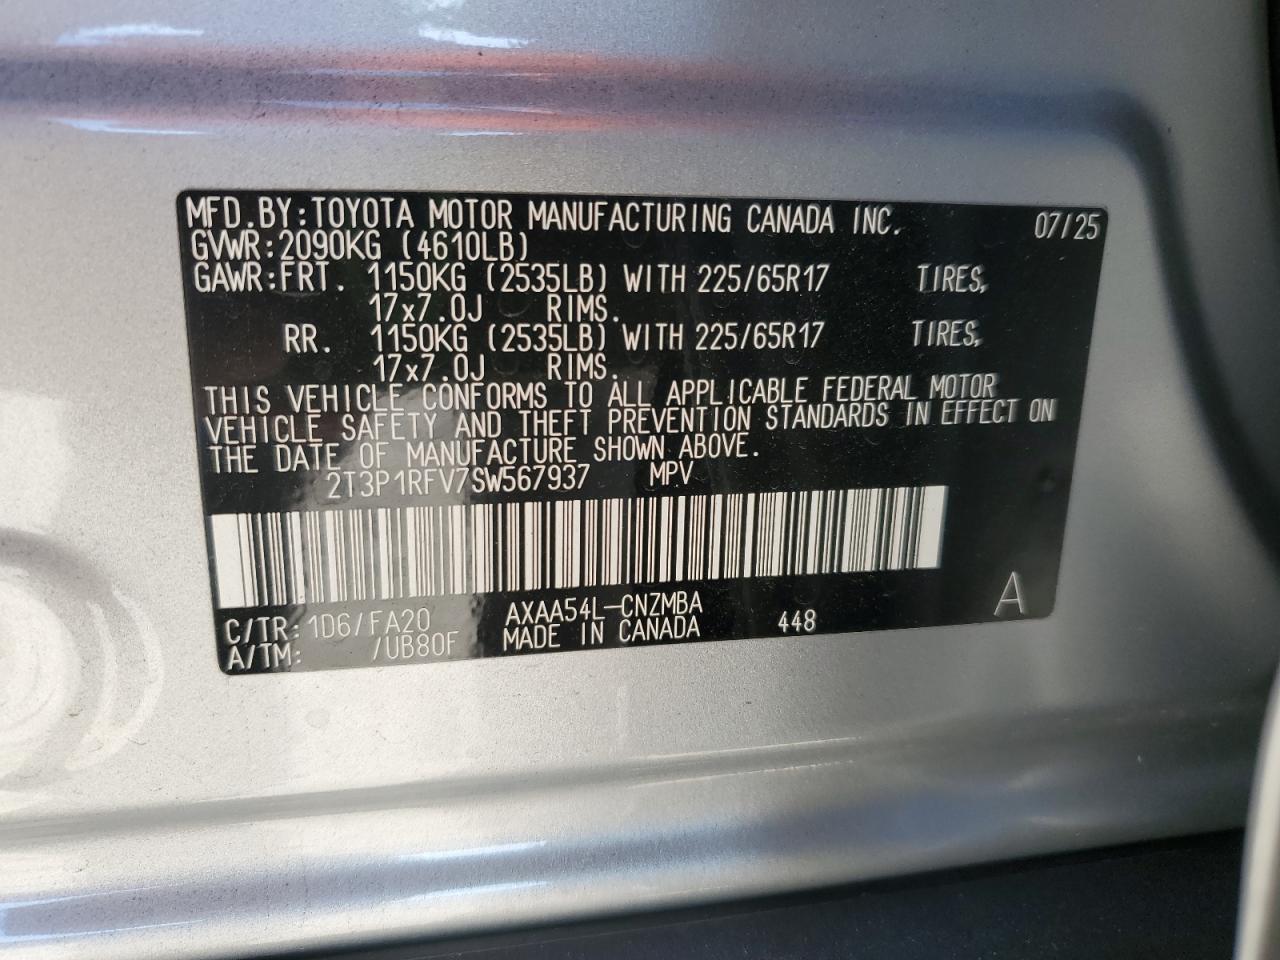 MFD.BY:TOYOTA MOTOR MANUFACTURING CANADA INC. 07/25
GVWR:2090KG (4610LB)
GAWR:FRT. 1150KG (2535LB) WITH 225/65R17 TIRES,
17x7.0J RIMS.
RR. 1150KG (2535LB) WITH 225/65R17 TIRES,
17x7.0J RIMS.
THIS VEHICLE CONFORMS TO ALL APPLICABLE FEDERAL MOTOR
VEHICLE SAFETY AND THEFT PREVENTION STANDARDS IN EFFECT ON
THE DATE OF MANUFACTURE SHOWN ABOVE.
2T3P1RFV7SW567937 MPV
C/TR:1D6/FA20 AXAA54L-CNZMBA 448 A
A/TM: /UB80F MADE IN CANADA